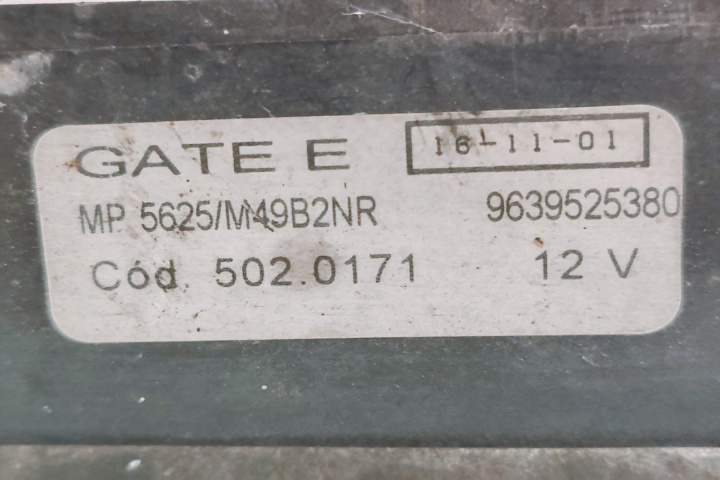 GATE E 16-11-01
MP 5625/M49B2NR 9639525380
Cód. 502.0171 12 V